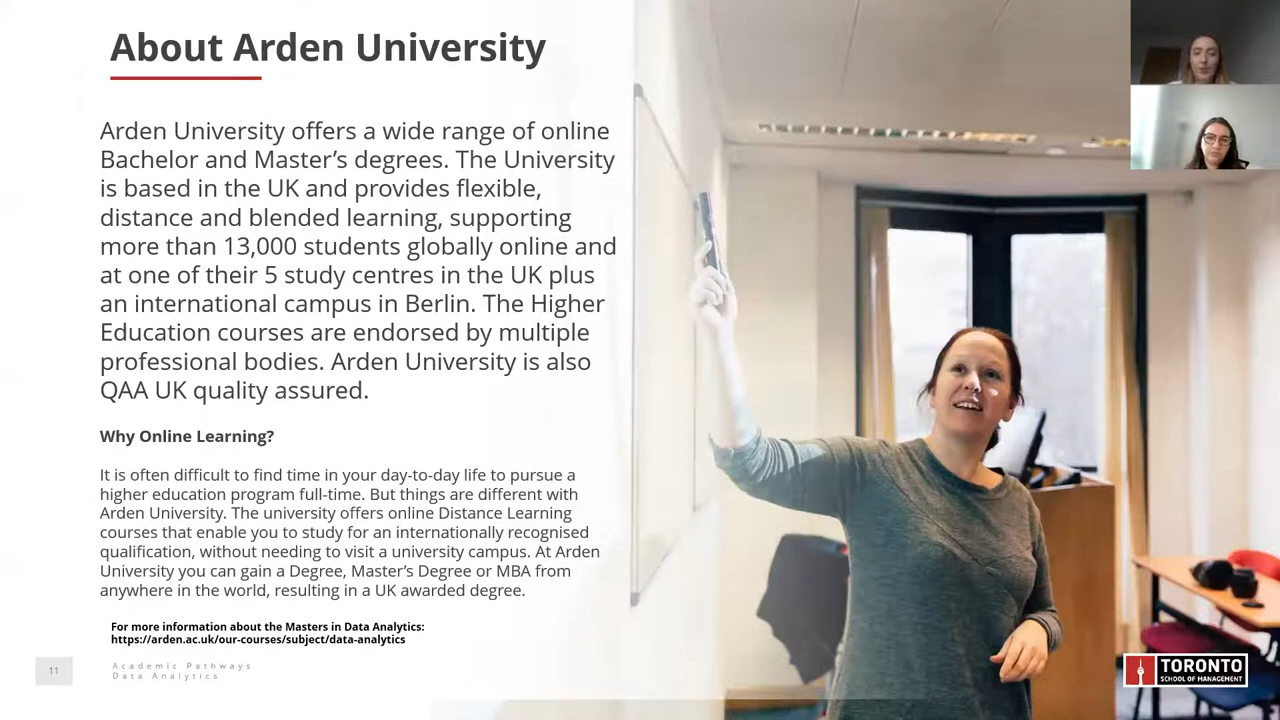 About Arden University
Arden University offers a wide range of online
Bachelor and Master’s degrees. The University
is based in the UK and provides flexible,
distance and blended learning, supporting
more than 13,000 students globally online and
at one of their 5 study centres in the UK plus
an international campus in Berlin. The Higher
Education courses are endorsed by multiple
professional bodies. Arden University is also
QAA UK quality assured.
Why Online Learning?
It is often difficult to find time in your day-to-day life to pursue a
higher education program full-time. But things are different with
Arden University. The university offers online Distance Learning
courses that enable you to study for an internationally recognised
qualification, without needing to visit a university campus. At Arden
University you can gain a Degree, Master’s Degree or MBA from
anywhere in the world, resulting in a UK awarded degree.
For more information about the Masters in Data Analytics:
https://arden.ac.uk/our-courses/subject/data-analytics
11
Academic Pathways
Data Analytics
TORONTO
SCHOOL OF MANAGEMENT